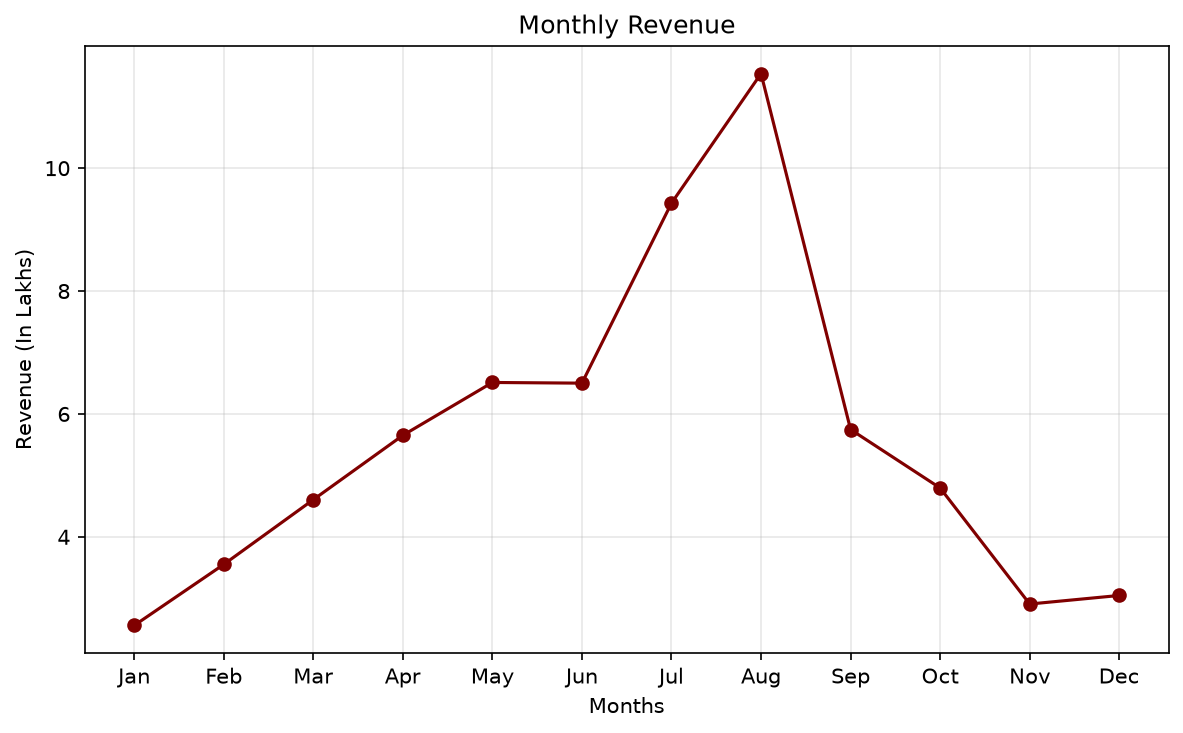 Monthly Revenue
Revenue (In Lakhs)
10
8
6
4
Jan Feb Mar Apr May Jun Jul Aug Sep Oct Nov Dec
Months